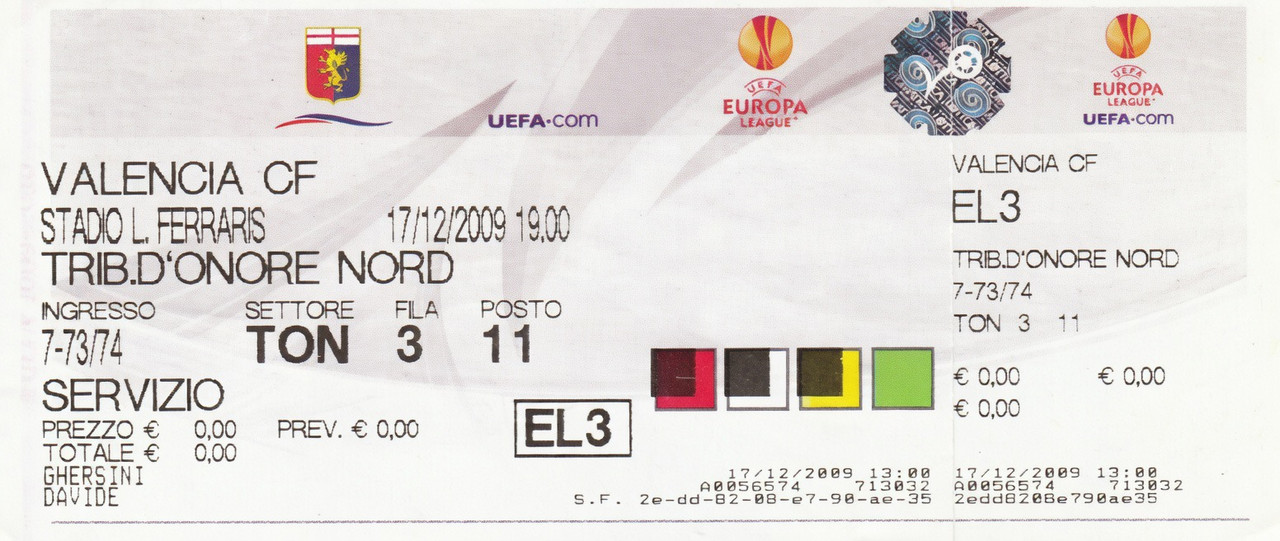 UEFA.com
UEFA
EUROPA
LEAGUE
UEFA
EUROPA
LEAGUE
UEFA.com
VALENCIA CF
STADIO L. FERRARIS 17/12/2009 19.00
TRIB.D'ONORE NORD
INGRESSO SETTORE FILA POSTO
7-73/74 TON 3 11
SERVIZIO
PREZZO € 0,00 PREV. € 0,00
TOTALE € 0,00
GHERSINI
DAVIDE
EL3
17/12/2009 13:00
A0056574 713032
S.F. 2e-dd-82-08-e7-90-ae-35
VALENCIA CF
EL3
TRIB.D'ONORE NORD
7-73/74
TON 3 11
€ 0,00 € 0,00
€ 0,00
17/12/2009 13:00
A0056574 713032
2edd8208e790ae35